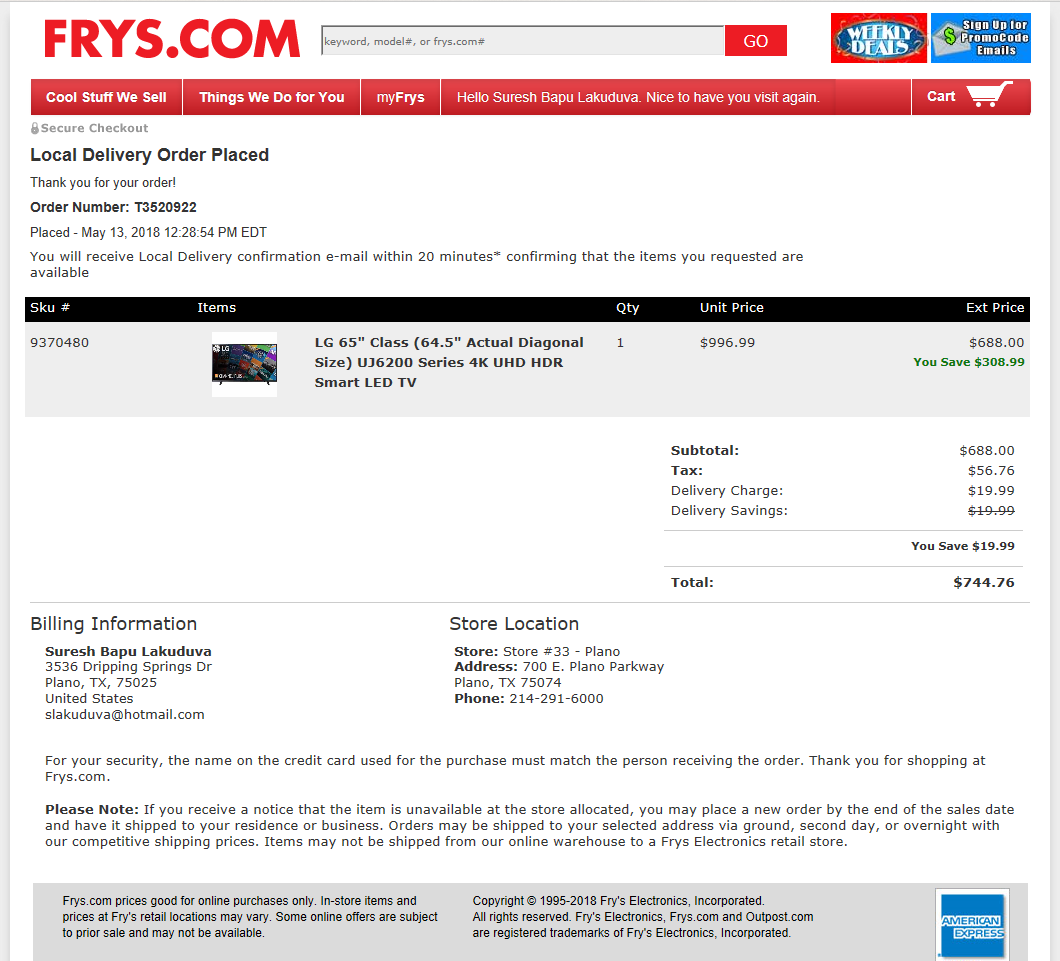 FRYS.COM
keyword, model#, or frys.com#
GO
WEEKLY
DEALS
Sign Up for
$ PromoCode
Emails
Cool Stuff We Sell
Things We Do for You
myFrys
Hello Suresh Bapu Lakuduva. Nice to have you visit again.
Cart
Secure Checkout
Local Delivery Order Placed
Thank you for your order!
Order Number: T3520922
Placed - May 13, 2018 12:28:54 PM EDT
You will receive Local Delivery confirmation e-mail within 20 minutes* confirming that the items you requested are
available
Sku # Items Qty Unit Price Ext Price
9370480 LG LG 65" Class (64.5" Actual Diagonal 1 $996.99 $688.00
Size) UJ6200 Series 4K UHD HDR You Save $308.99
Smart LED TV
Subtotal: $688.00
Tax: $56.76
Delivery Charge: $19.99
Delivery Savings: $19.99
You Save $19.99
Total: $744.76
Billing Information
Suresh Bapu Lakuduva
3536 Dripping Springs Dr
Plano, TX, 75025
United States
slakuduva@hotmail.com
Store Location
Store: Store #33 - Plano
Address: 700 E. Plano Parkway
Plano, TX 75074
Phone: 214-291-6000
For your security, the name on the credit card used for the purchase must match the person receiving the order. Thank you for shopping at
Frys.com.
Please Note: If you receive a notice that the item is unavailable at the store allocated, you may place a new order by the end of the sales date
and have it shipped to your residence or business. Orders may be shipped to your selected address via ground, second day, or overnight with
our competitive shipping prices. Items may not be shipped from our online warehouse to a Frys Electronics retail store.
Frys.com prices good for online purchases only. In-store items and
prices at Fry's retail locations may vary. Some online offers are subject
to prior sale and may not be available.
Copyright © 1995-2018 Fry's Electronics, Incorporated.
All rights reserved. Fry's Electronics, Frys.com and Outpost.com
are registered trademarks of Fry's Electronics, Incorporated.
AMERICAN
EXPRESS